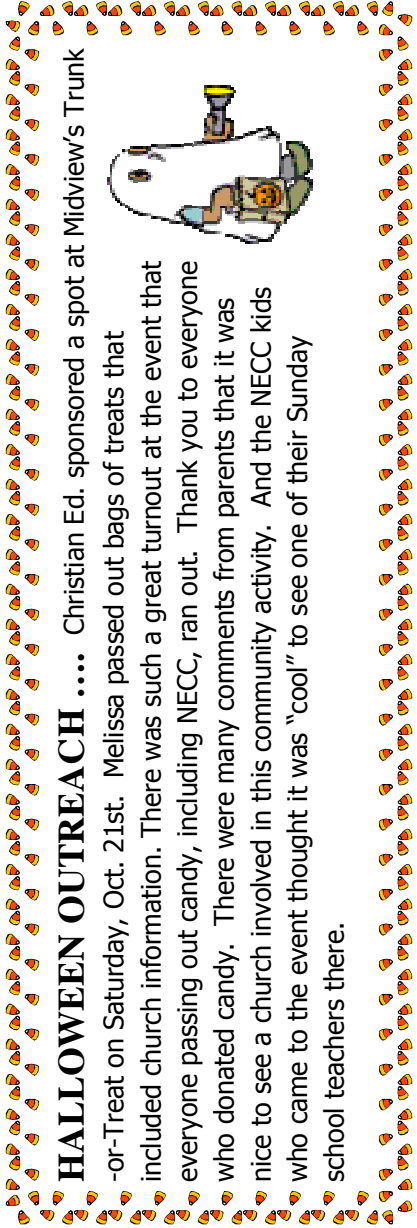 HALLOWEEN OUTREACH .... Christian Ed. sponsored a spot at Midview's Trunk
-or-Treat on Saturday, Oct. 21st.  Melissa passed out bags of treats that
included church information. There was such a great turnout at the event that
everyone passing out candy, including NECC, ran out.  Thank you to everyone
who donated candy.  There were many comments from parents that it was
nice to see a church involved in this community activity.  And the NECC kids
who came to the event thought it was "cool" to see one of their Sunday
school teachers there.